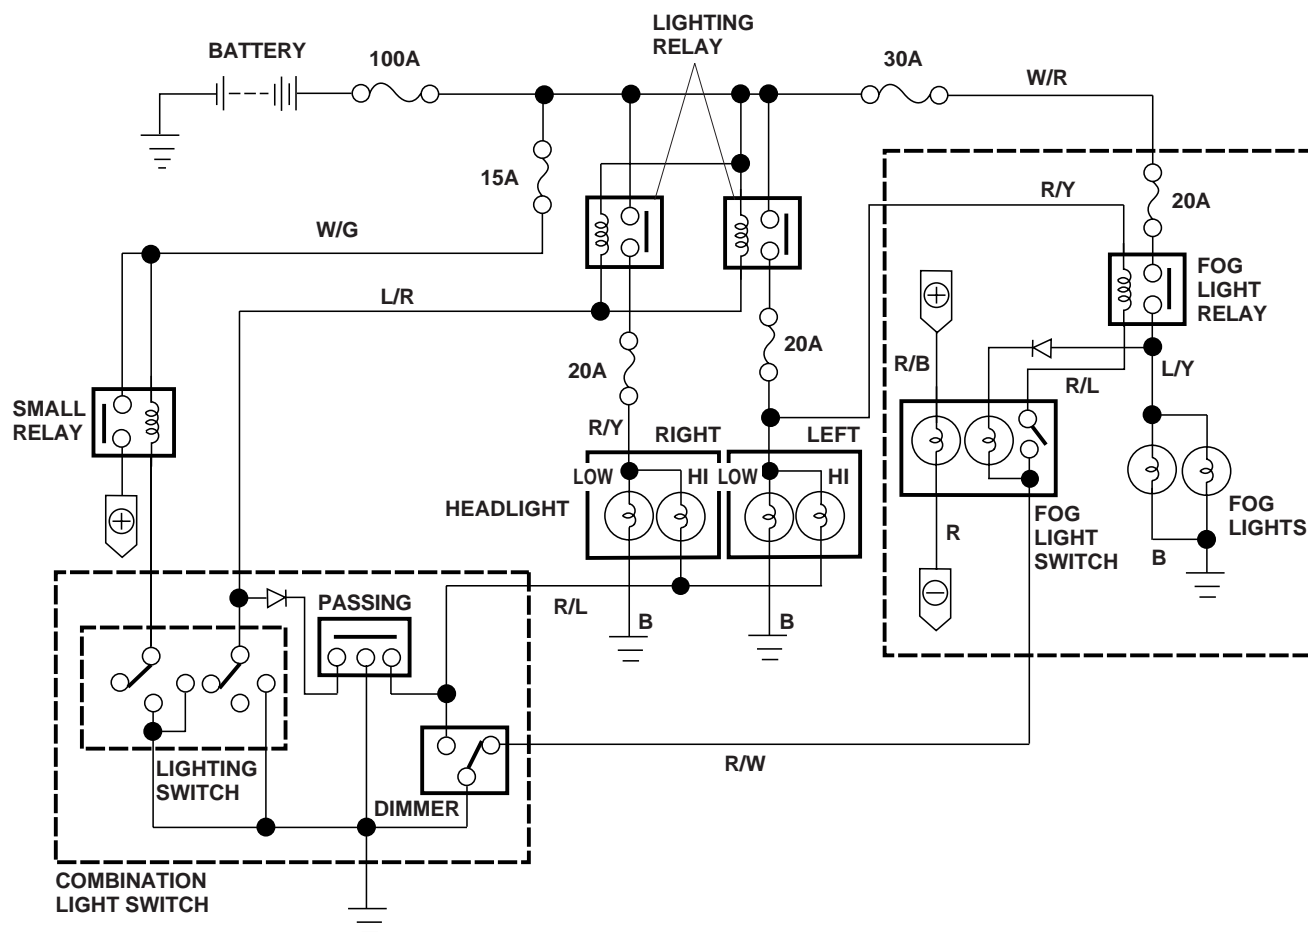 LIGHTING
RELAY
BATTERY
100A
30A
W/R
15A
R/Y
20A
W/G
FOG
LIGHT
RELAY
L/R
20A
20A
R/B
L/Y
R/L
SMALL
RELAY
R/Y
RIGHT
LEFT
LOW
HI
LOW
HI
HEADLIGHT
FOG
LIGHT
SWITCH
FOG
LIGHTS
R
B
PASSING
R/L
B
B
LIGHTING
SWITCH
R/W
DIMMER
COMBINATION
LIGHT SWITCH